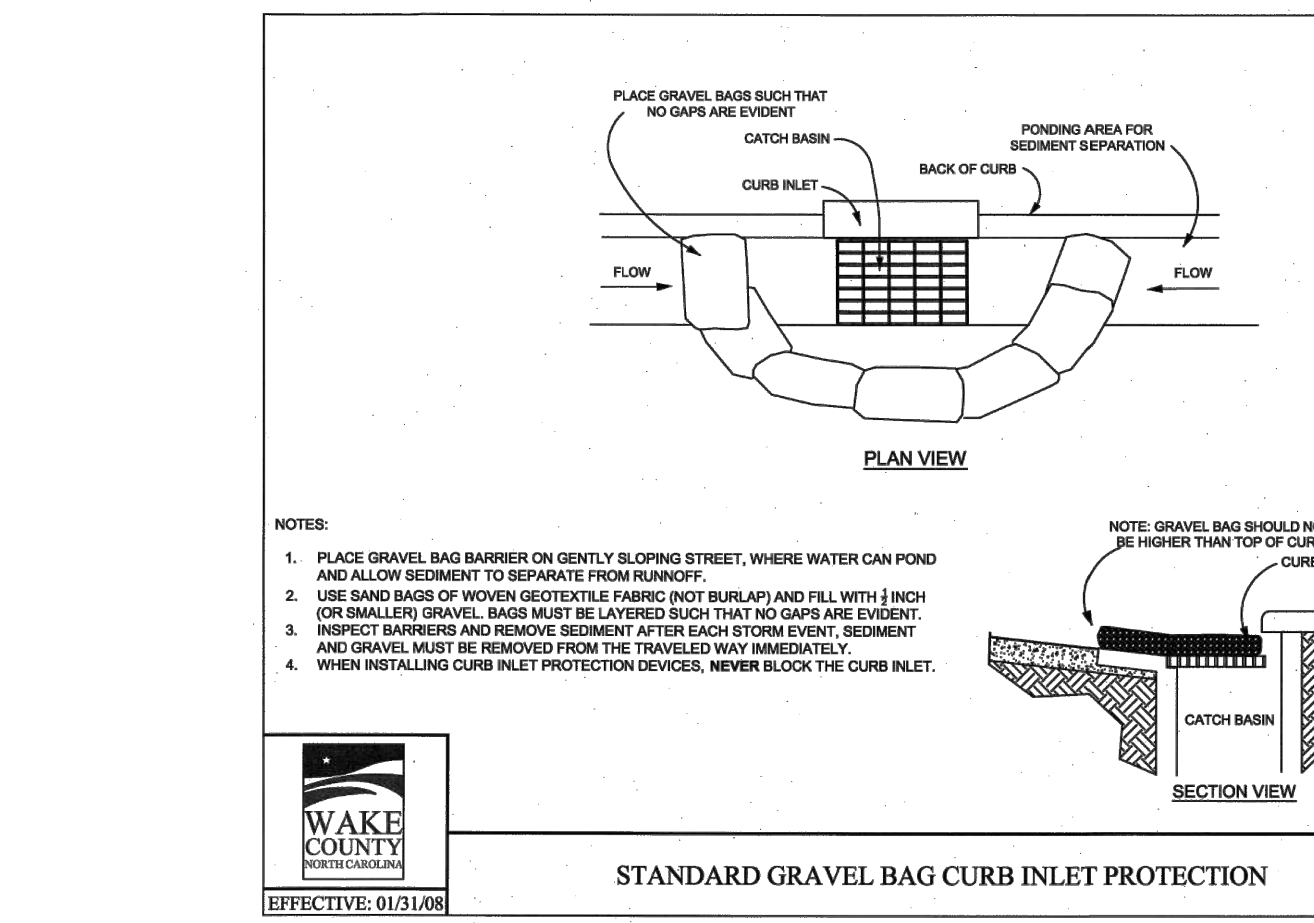 PLACE GRAVEL BAGS SUCH THAT
NO GAPS ARE EVIDENT
CATCH BASIN
PONDING AREA FOR
SEDIMENT SEPARATION
BACK OF CURB
CURB INLET
FLOW
FLOW
PLAN VIEW
NOTES:
1. PLACE GRAVEL BAG BARRIER ON GENTLY SLOPING STREET, WHERE WATER CAN POND
AND ALLOW SEDIMENT TO SEPARATE FROM RUNNOFF.
2. USE SAND BAGS OF WOVEN GEOTEXTILE FABRIC (NOT BURLAP) AND FILL WITH ½ INCH
(OR SMALLER) GRAVEL. BAGS MUST BE LAYERED SUCH THAT NO GAPS ARE EVIDENT.
3. INSPECT BARRIERS AND REMOVE SEDIMENT AFTER EACH STORM EVENT, SEDIMENT
AND GRAVEL MUST BE REMOVED FROM THE TRAVELED WAY IMMEDIATELY.
4. WHEN INSTALLING CURB INLET PROTECTION DEVICES, NEVER BLOCK THE CURB INLET.
NOTE: GRAVEL BAG SHOULD
BE HIGHER THAN TOP OF
CATCH BASIN
SECTION VIEW
WAKE
COUNTY
NORTH CAROLINA
EFFECTIVE: 01/31/08
STANDARD GRAVEL BAG CURB INLET PROTECTION